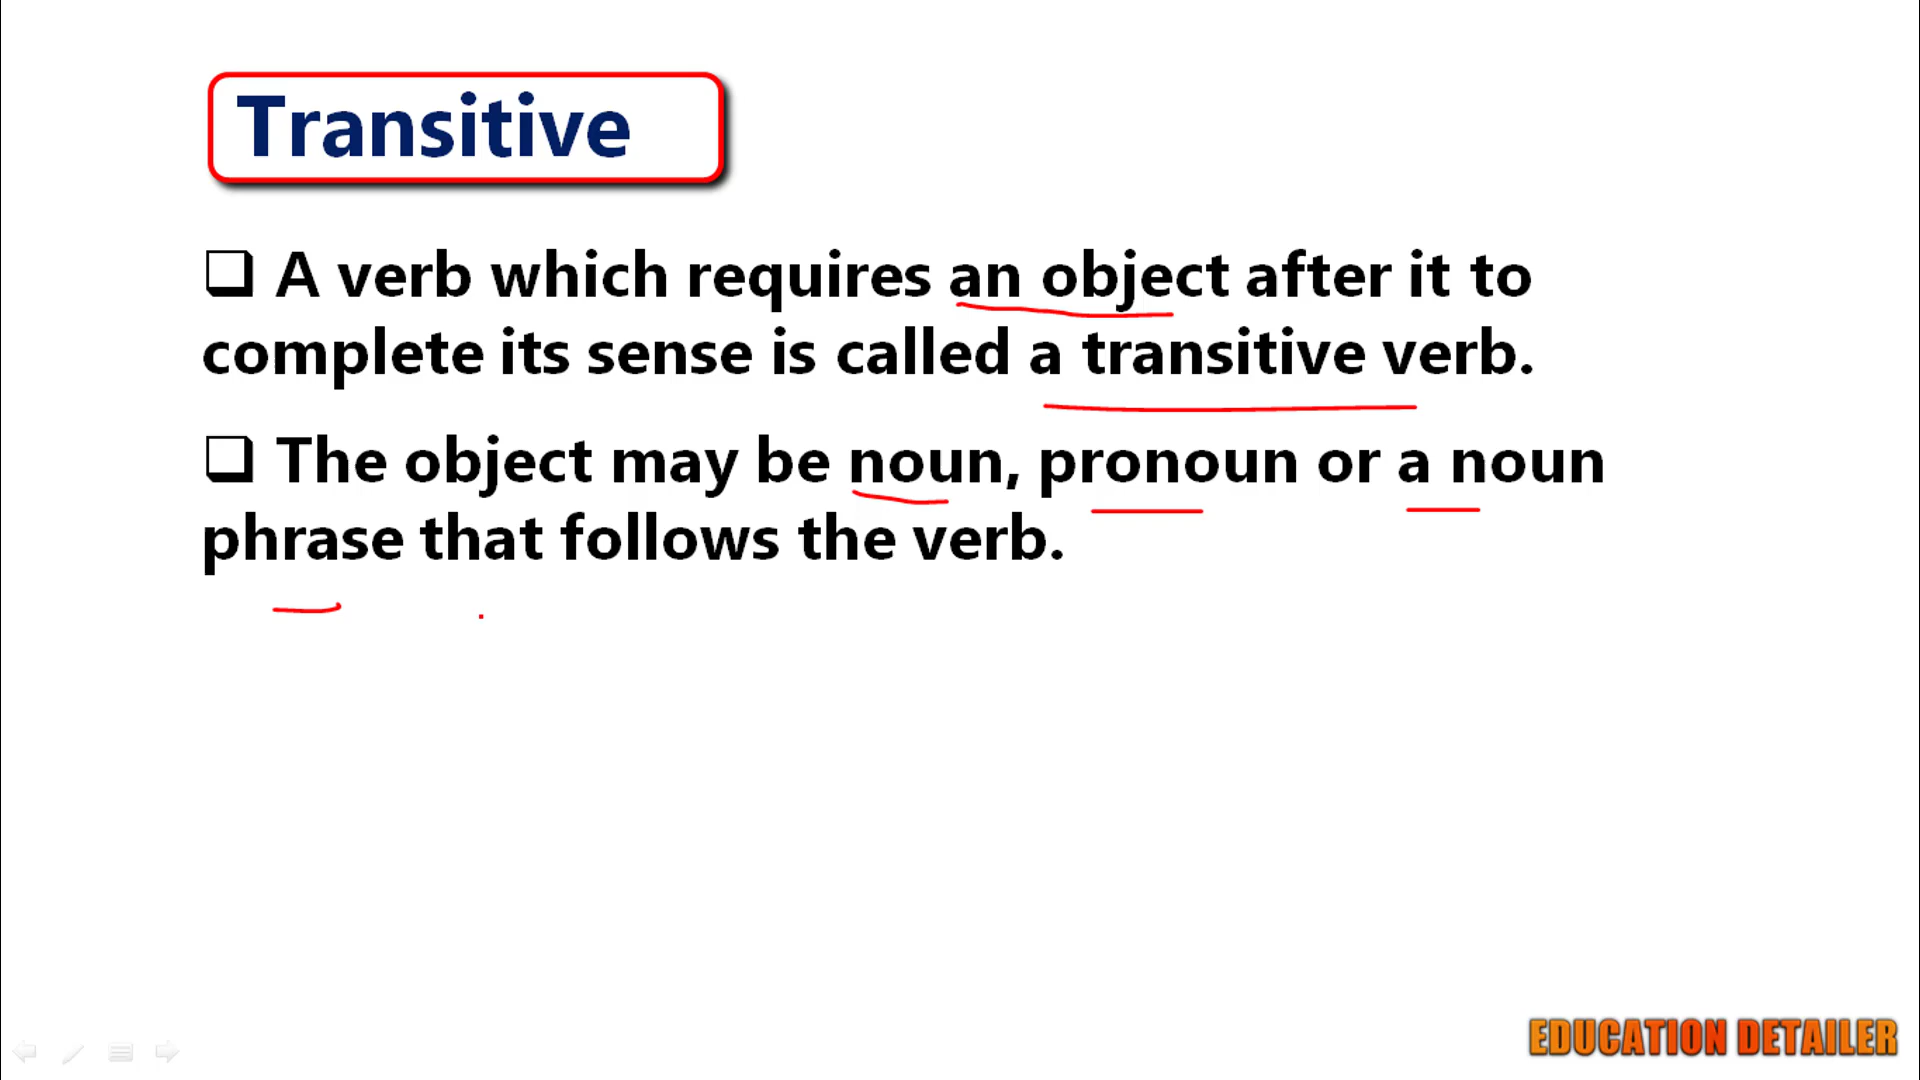 Transitive
❑ A verb which requires an object after it to
complete its sense is called a transitive verb.
❑ The object may be noun, pronoun or a noun
phrase that follows the verb.
EDUCATION DETAILER